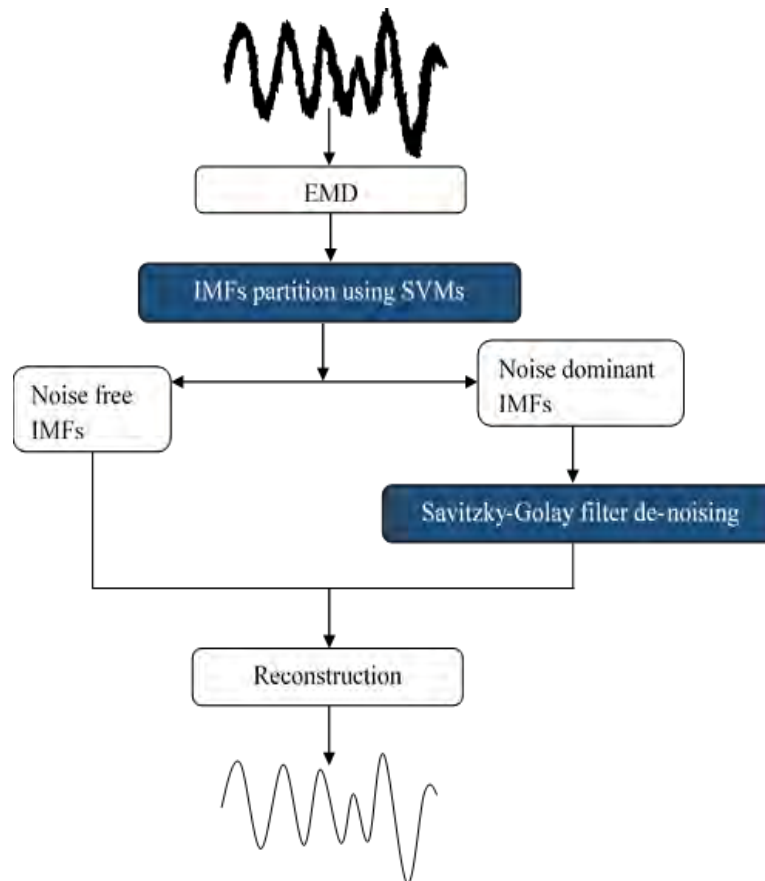 EMD
IMFs partition using SVMs
Noise free
IMFs
Noise dominant
IMFs
Savitzky-Golay filter de-noising
Reconstruction